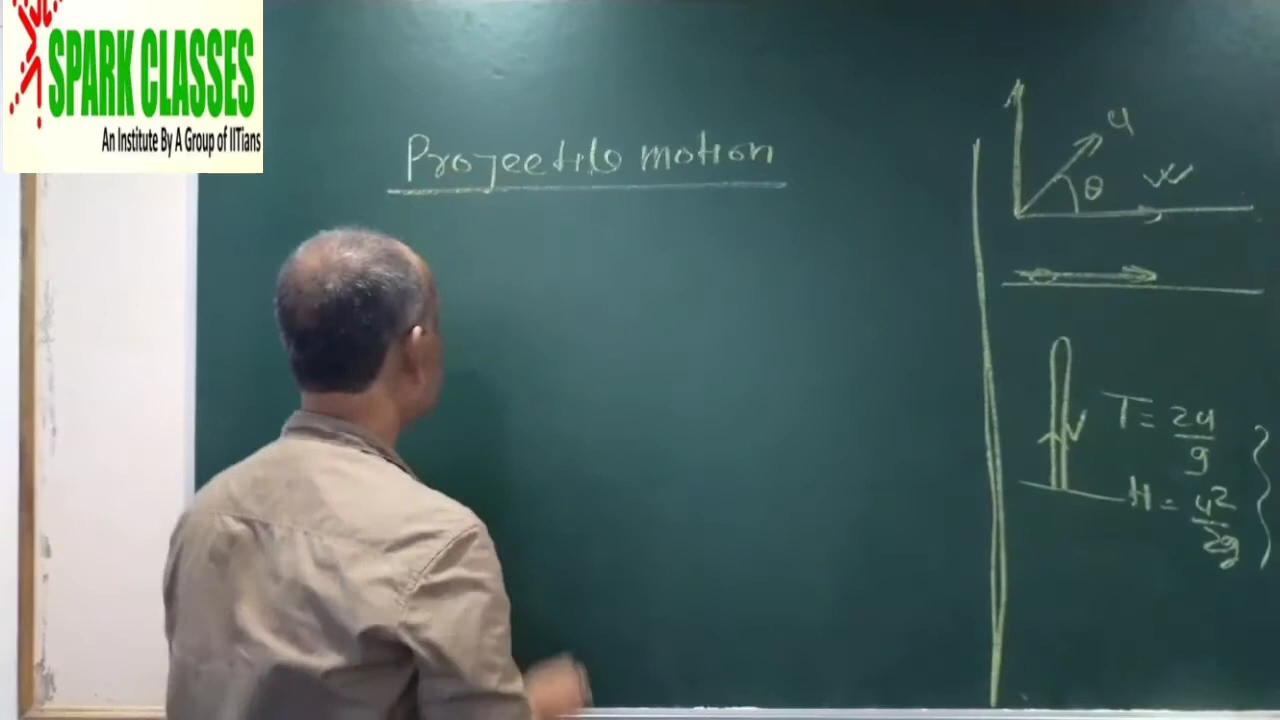 SPARK CLASSES
An Institute By A Group of IITians
Projectile motion
u
θ
T = 2u/g
H = u²/2g